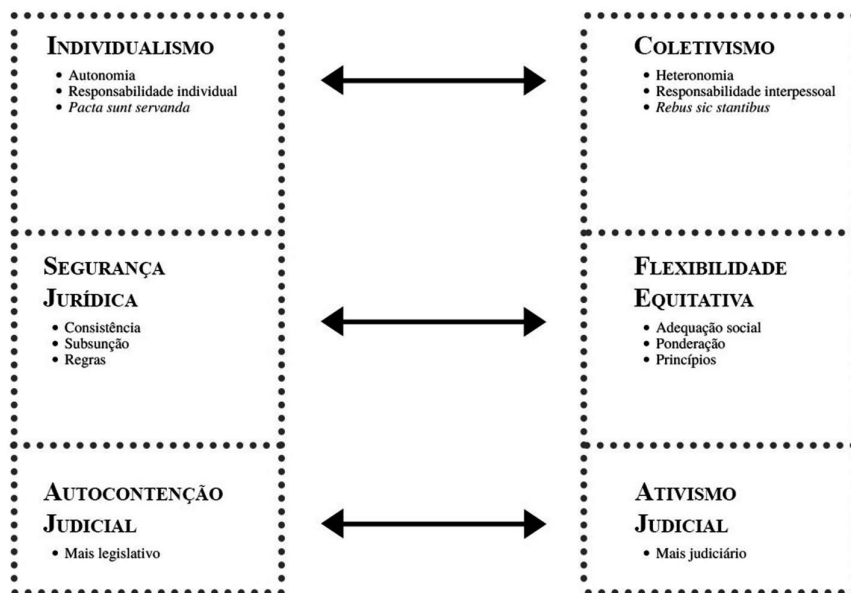 INDIVIDUALISMO
• Autonomia
• Responsabilidade individual
• Pacta sunt servanda
COLETIVISMO
• Heteronomia
• Responsabilidade interpessoal
• Rebus sic stantibus
SEGURANÇA
JURÍDICA
• Consistência
• Subsunção
• Regras
FLEXIBILIDADE
EQUITATIVA
• Adequação social
• Ponderação
• Princípios
AUTOCONTENÇÃO
JUDICIAL
• Mais legislativo
ATIVISMO
JUDICIAL
• Mais judiciário